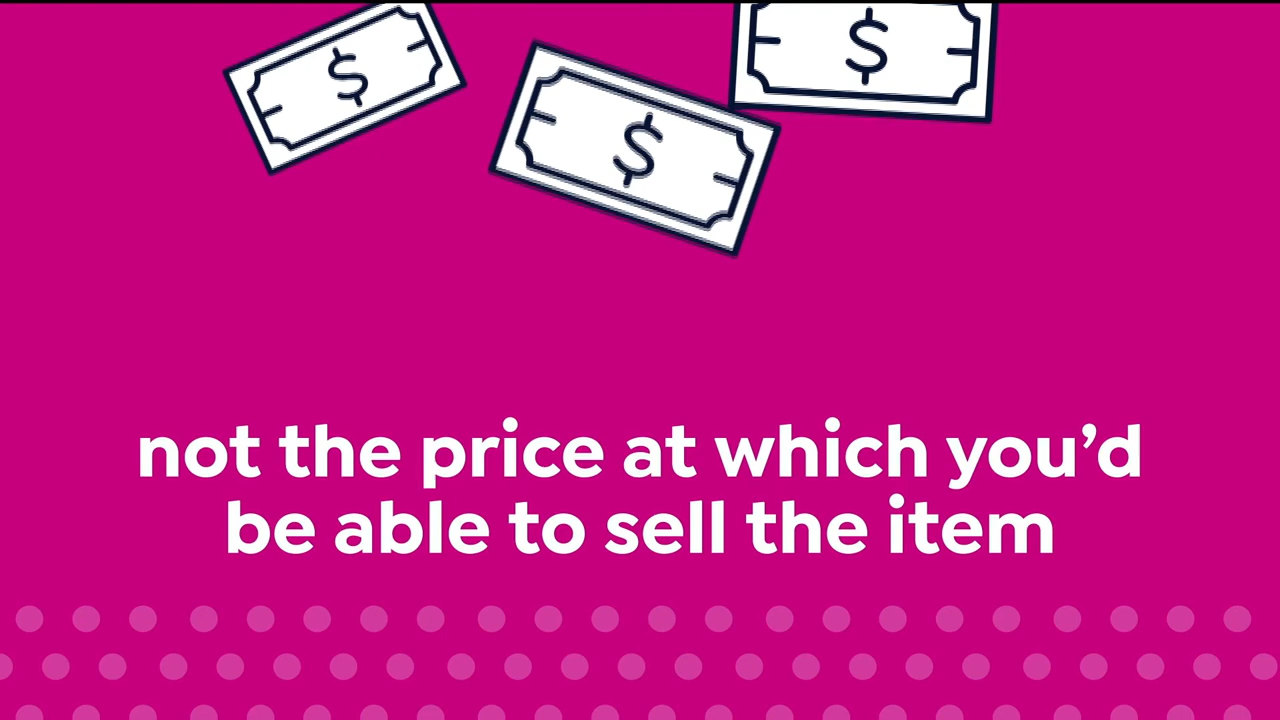 $
$
$
not the price at which you’d
be able to sell the item